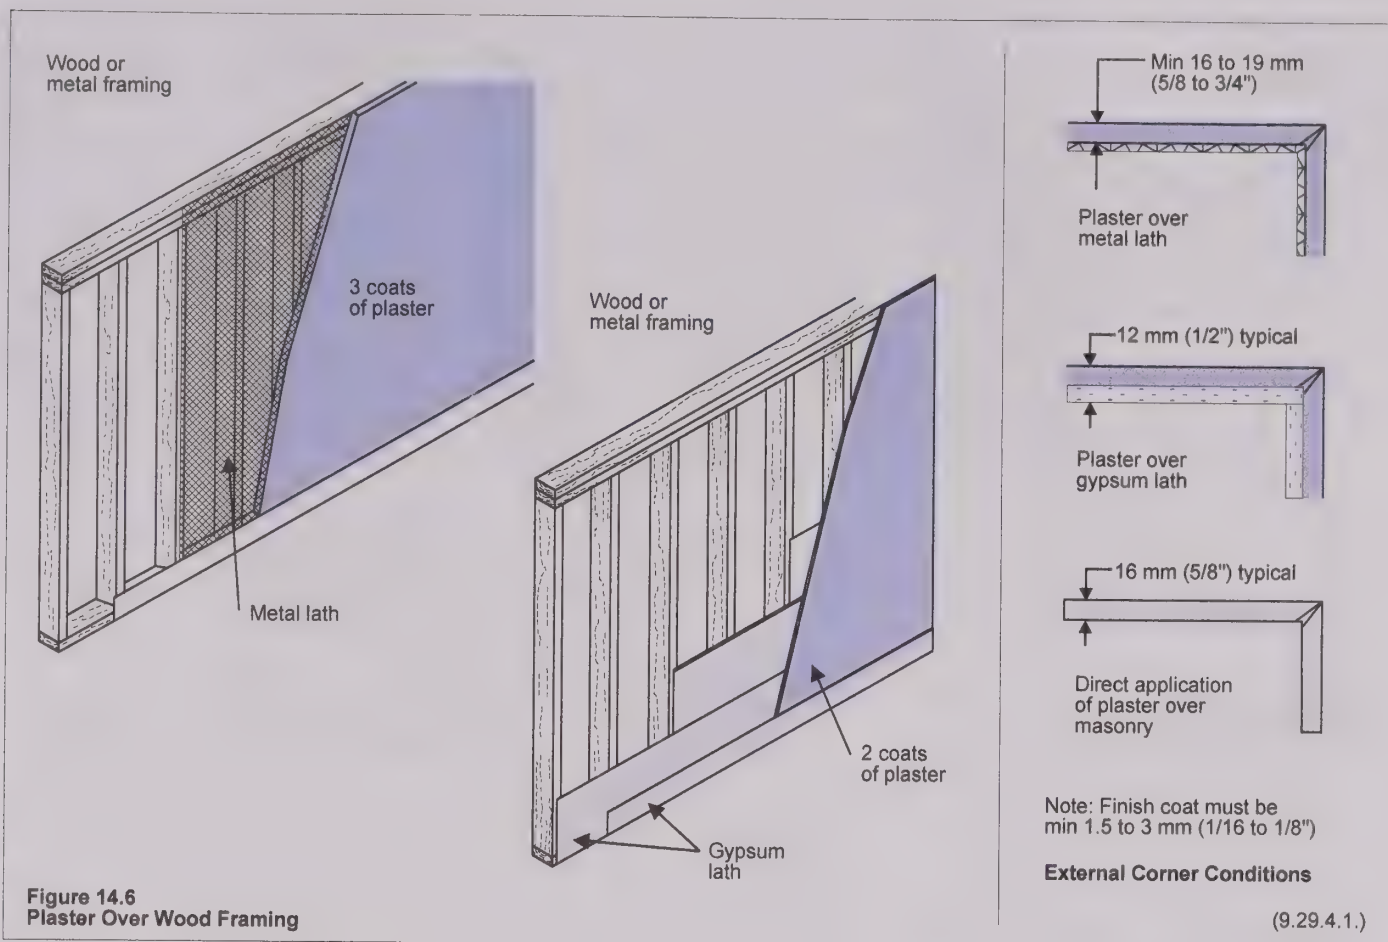 Wood or
metal framing
3 coats
of plaster
Metal lath
Wood or
metal framing
2 coats
of plaster
Gypsum
lath
Figure 14.6
Plaster Over Wood Framing
Min 16 to 19 mm
(5/8 to 3/4")
Plaster over
metal lath
12 mm (1/2") typical
Plaster over
gypsum lath
16 mm (5/8") typical
Direct application
of plaster over
masonry
Note: Finish coat must be
min 1.5 to 3 mm (1/16 to 1/8")
External Corner Conditions
(9.29.4.1.)